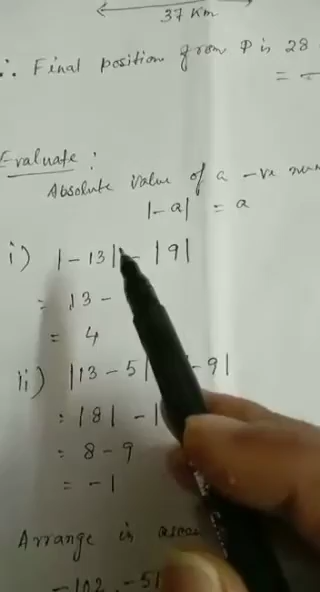 37 Km
∴ Final position from P is 28
=
Evaluate:
Absolute value of a -ve
|-a| = a
i) |-13| - |9|
= 13 -
= 4
ii) |13 - 5| - 9|
= |8| - |
= 8 - 9
= -1
Arrange in
-102, -51